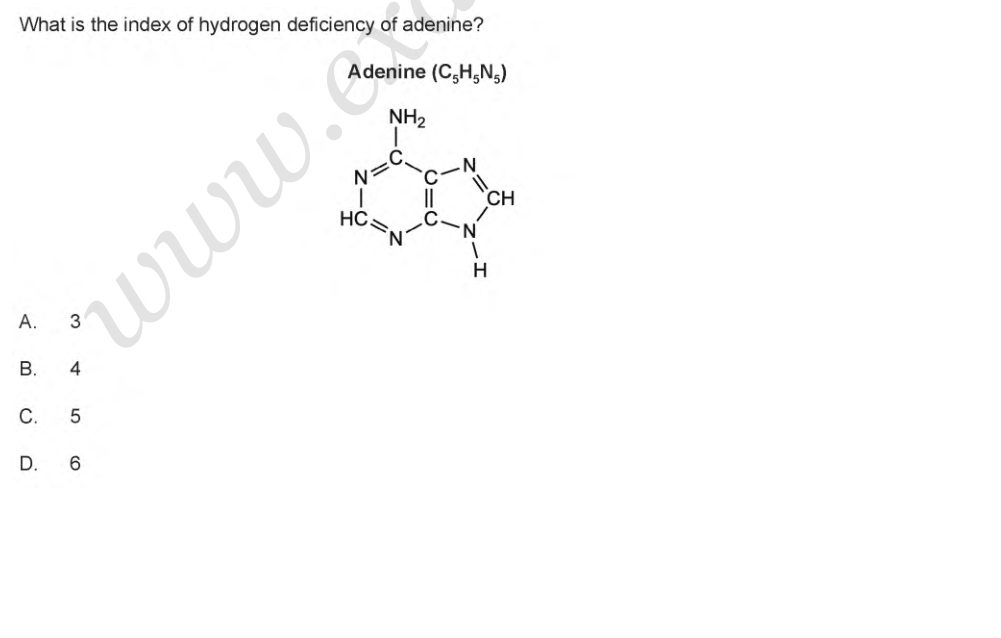 What is the index of hydrogen deficiency of adenine?
Adenine (C₅H₅N₅)
NH₂
C
N
N
C
CH
HC
C
N
N
H
A. 3
B. 4
C. 5
D. 6
www.ex